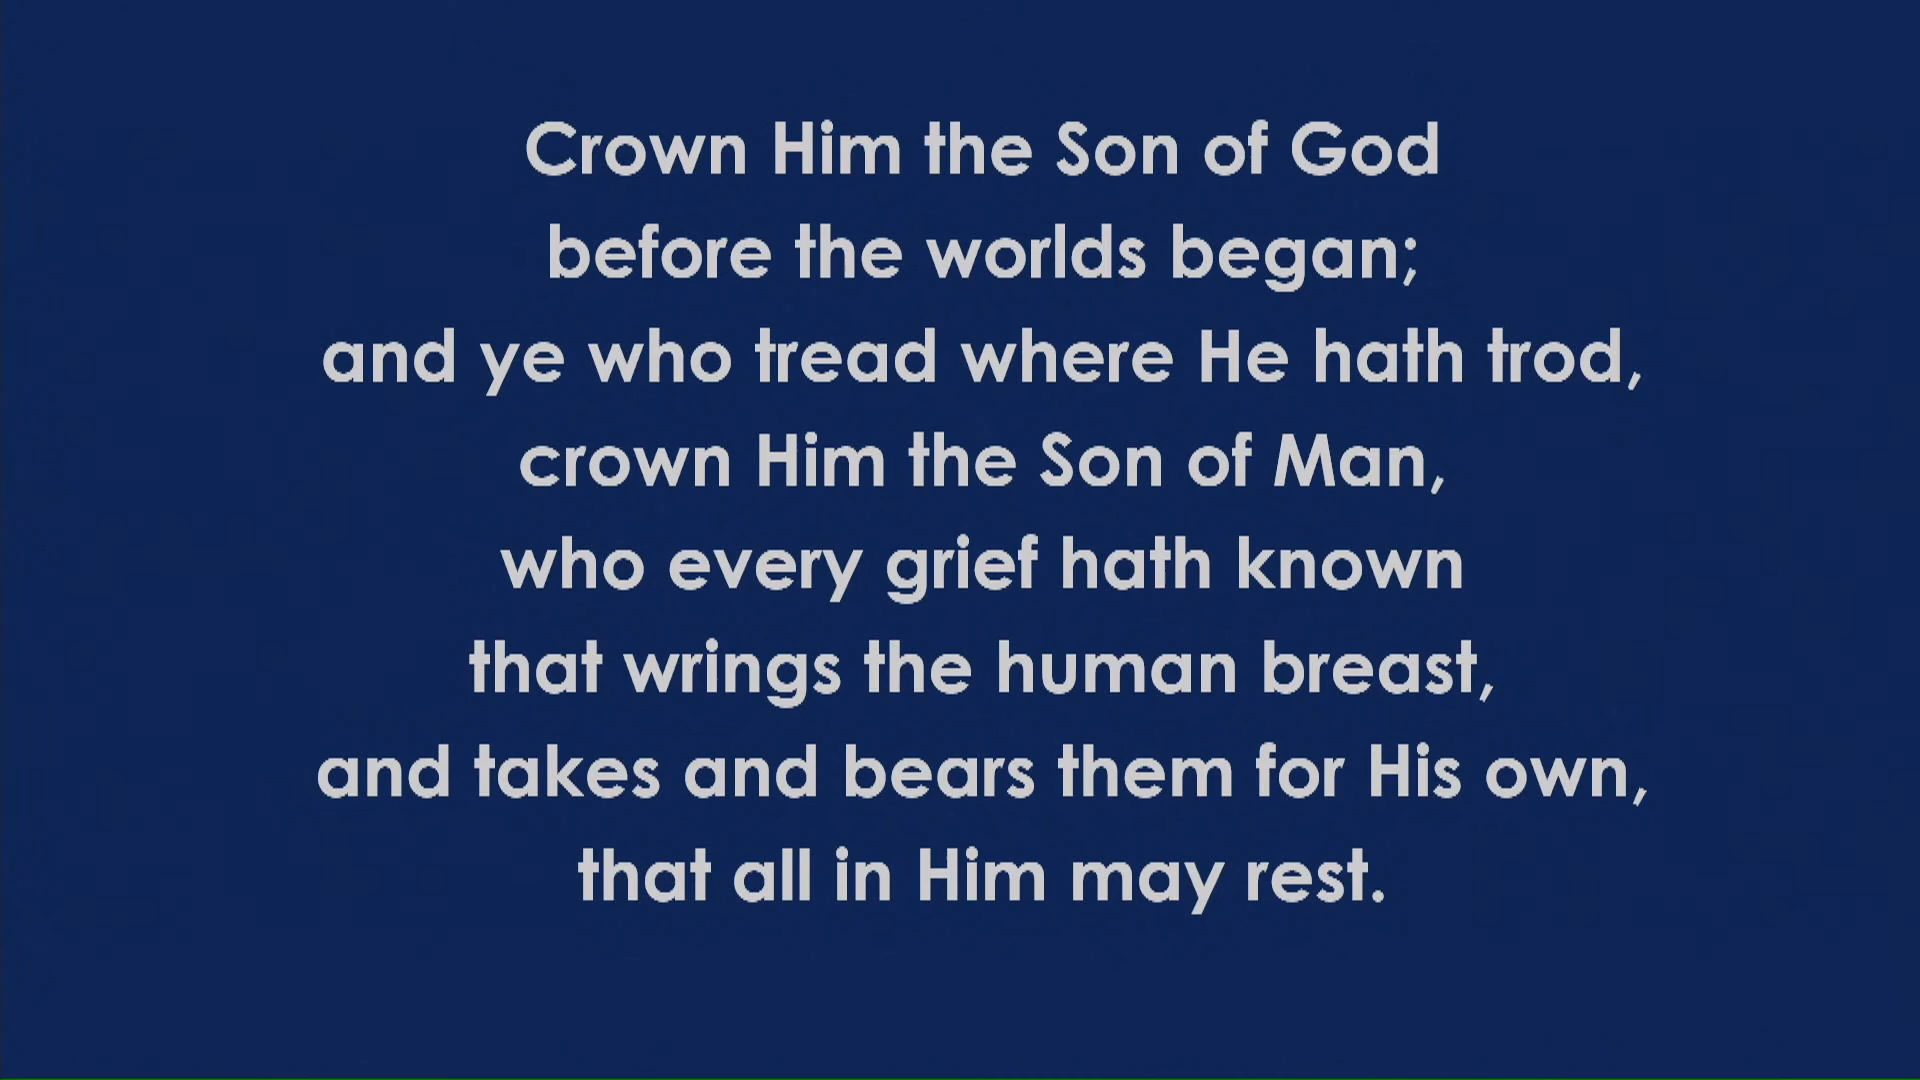 Crown Him the Son of God
before the worlds began;
and ye who tread where He hath trod,
crown Him the Son of Man,
who every grief hath known
that wrings the human breast,
and takes and bears them for His own,
that all in Him may rest.